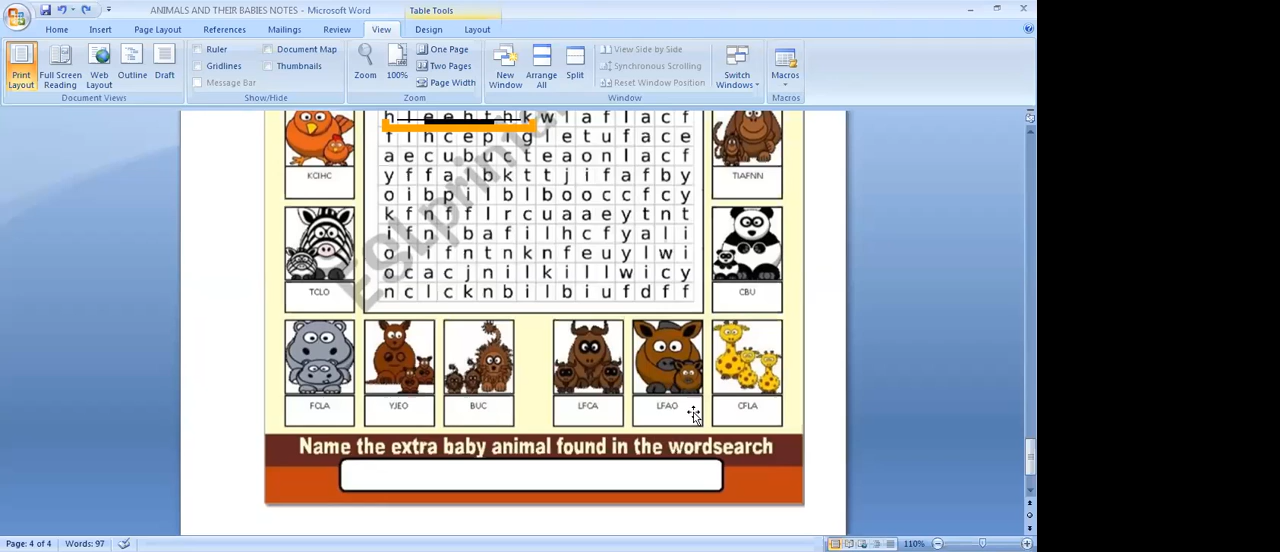 ANIMALS AND THEIR BABIES NOTES - Microsoft Word
Table Tools
Home Insert Page Layout References Mailings Review View Design Layout
Ruler Document Map One Page View Side by Side
Gridlines Thumbnails Two Pages Synchronous Scrolling
Message Bar Page Width Reset Window Position
Print Layout Full Screen Reading Web Layout Outline Draft Zoom 100% New Window Arrange All Split Switch Windows Macros
Document Views Show/Hide Zoom Window Macros
h l e e h t h k w l a f l a c f
f i n c e p i g l e t u f a c e
a e c u b c c t e a o n l a c f
y f f a l b k t t j i f a f b y
o i b p i l b l b o o c c f c y
k f n f f l r c u a a e y t n t
i f n i b a f i l h c f y a l i
o l i f n t n k n f e u y l w i
o c a c j n i l k i l l w i c y
n c l c k n b i l b i u f d f f
KCIHC TIAFNN
TCLO CBU
FCLA YJEO BUC LFCA LFAO CFLA
Name the extra baby animal found in the wordsearch
Page: 4 of 4 Words: 97 110%